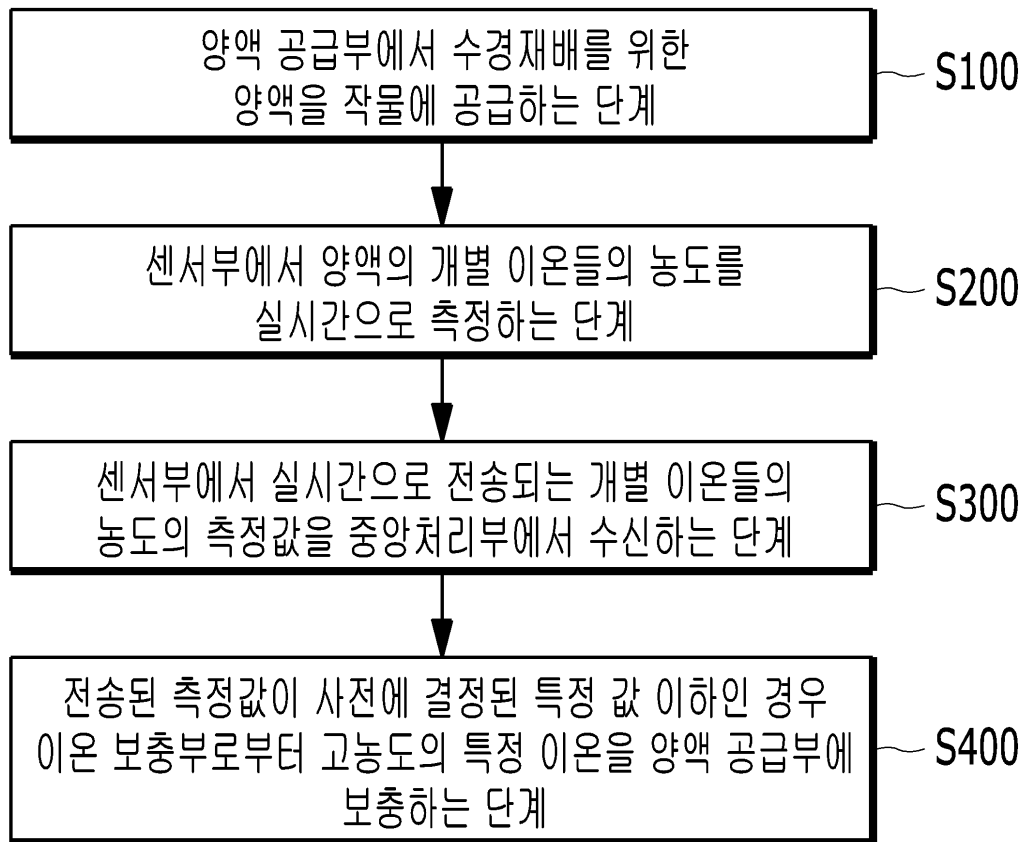 양액 공급부에서 수경재배를 위한
양액을 작물에 공급하는 단계
S100
센서부에서 양액의 개별 이온들의 농도를
실시간으로 측정하는 단계
S200
센서부에서 실시간으로 전송되는 개별 이온들의
농도의 측정값을 중앙처리부에서 수신하는 단계
S300
전송된 측정값이 사전에 결정된 특정 값 이하인 경우
이온 보충부로부터 고농도의 특정 이온을 양액 공급부에
보충하는 단계
S400